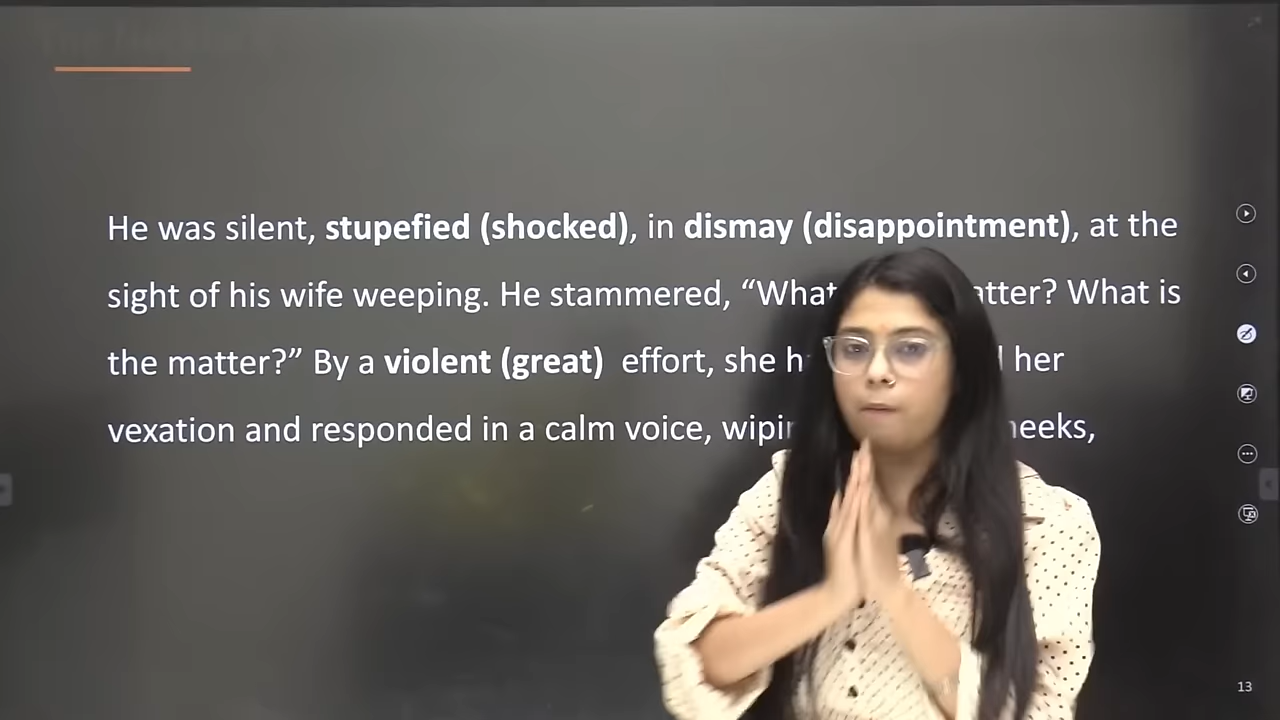 He was silent, stupefied (shocked), in dismay (disappointment), at the
sight of his wife weeping. He stammered, “What atter? What is
the matter?” By a violent (great) effort, she h her
vexation and responded in a calm voice, wipin heeks,
13